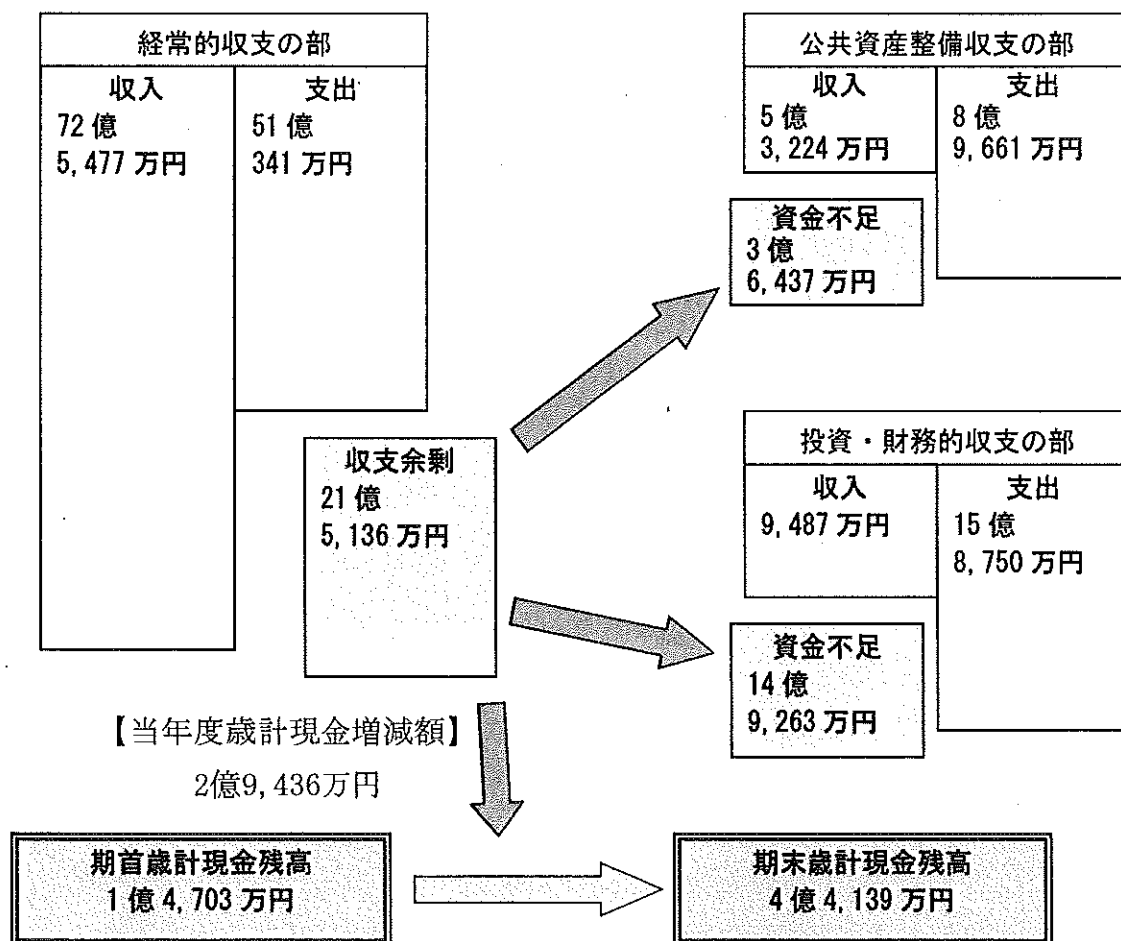 経常的収支の部
収入
72億
5,477万円
支出
51億
341万円
収支余剰
21億
5,136万円
公共資産整備収支の部
収入
5億
3,224万円
支出
8億
9,661万円
資金不足
3億
6,437万円
投資・財務的収支の部
収入
9,487万円
支出
15億
8,750万円
資金不足
14億
9,263万円
【当年度歳計現金増減額】
2億9,436万円
期首歳計現金残高
1億4,703万円
期末歳計現金残高
4億4,139万円